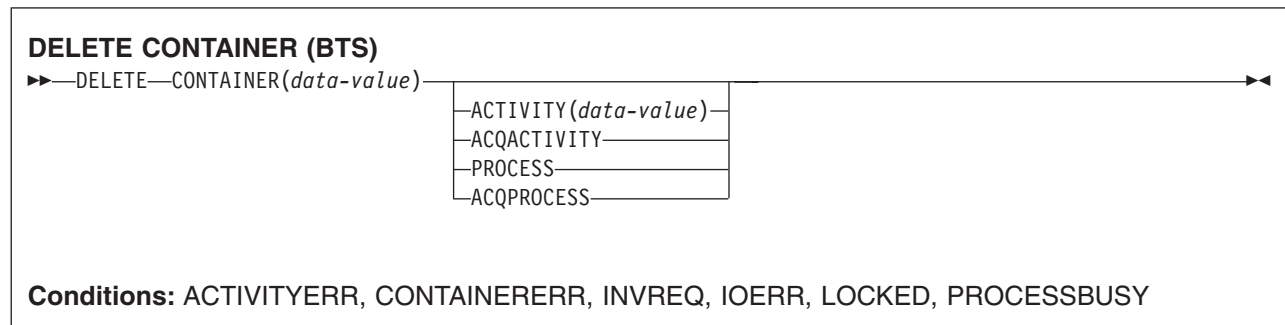 DELETE CONTAINER (BTS)
DELETE CONTAINER(data-value)
ACTIVITY(data-value)
ACQACTIVITY
PROCESS
ACQPROCESS
Conditions: ACTIVITYERR, CONTAINERERR, INVREQ, IOERR, LOCKED, PROCESSBUSY